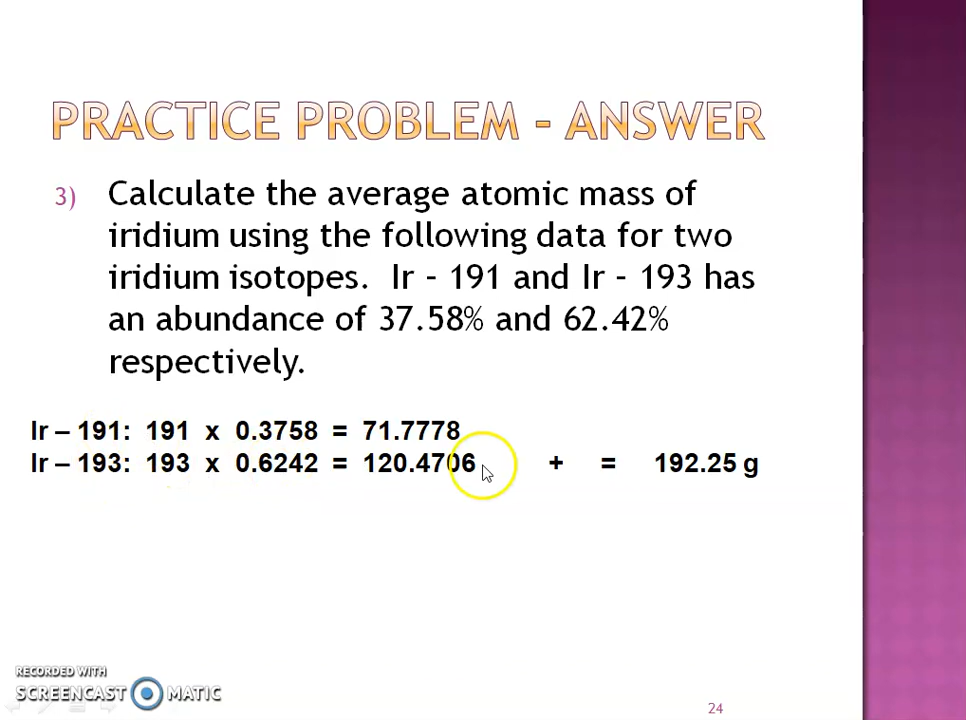 PRACTICE PROBLEM - ANSWER
3) Calculate the average atomic mass of
iridium using the following data for two
iridium isotopes. Ir – 191 and Ir – 193 has
an abundance of 37.58% and 62.42%
respectively.
Ir – 191: 191 x 0.3758 = 71.7778
Ir – 193: 193 x 0.6242 = 120.4706 + = 192.25 g
RECORDED WITH
SCREENCAST MATIC
24